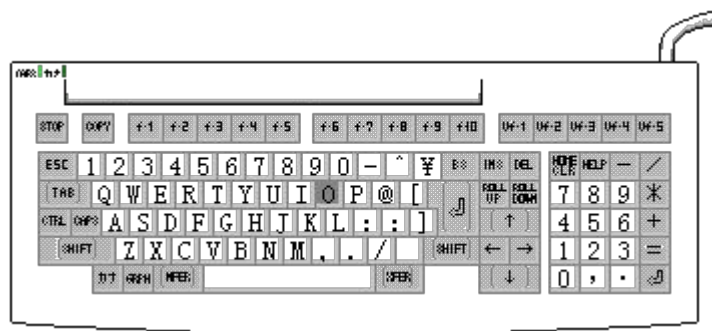 CAPS カナ
STOP COPY f·1 f·2 f·3 f·4 f·5 f·6 f·7 f·8 f·9 f·10 Vf·1 Vf·2 Vf·3 Vf·4 Vf·5
ESC 1 2 3 4 5 6 7 8 9 0 - ^ ¥ BS INS DEL HOME CLR HELP - /
TAB Q W E R T Y U I O P @ [ ROLL UP ROLL DOWN 7 8 9 *
CTRL CAPS A S D F G H J K L : : ] ↑ 4 5 6 +
SHIFT Z X C V B N M , . / SHIFT ← → 1 2 3 =
カナ GRPH NFER XFER ↓ 0 , .